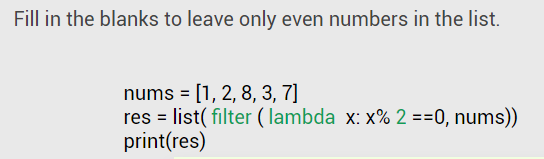 Fill in the blanks to leave only even numbers in the list.
nums = [1, 2, 8, 3, 7]
res = list( filter ( lambda x: x% 2 ==0, nums))
print(res)